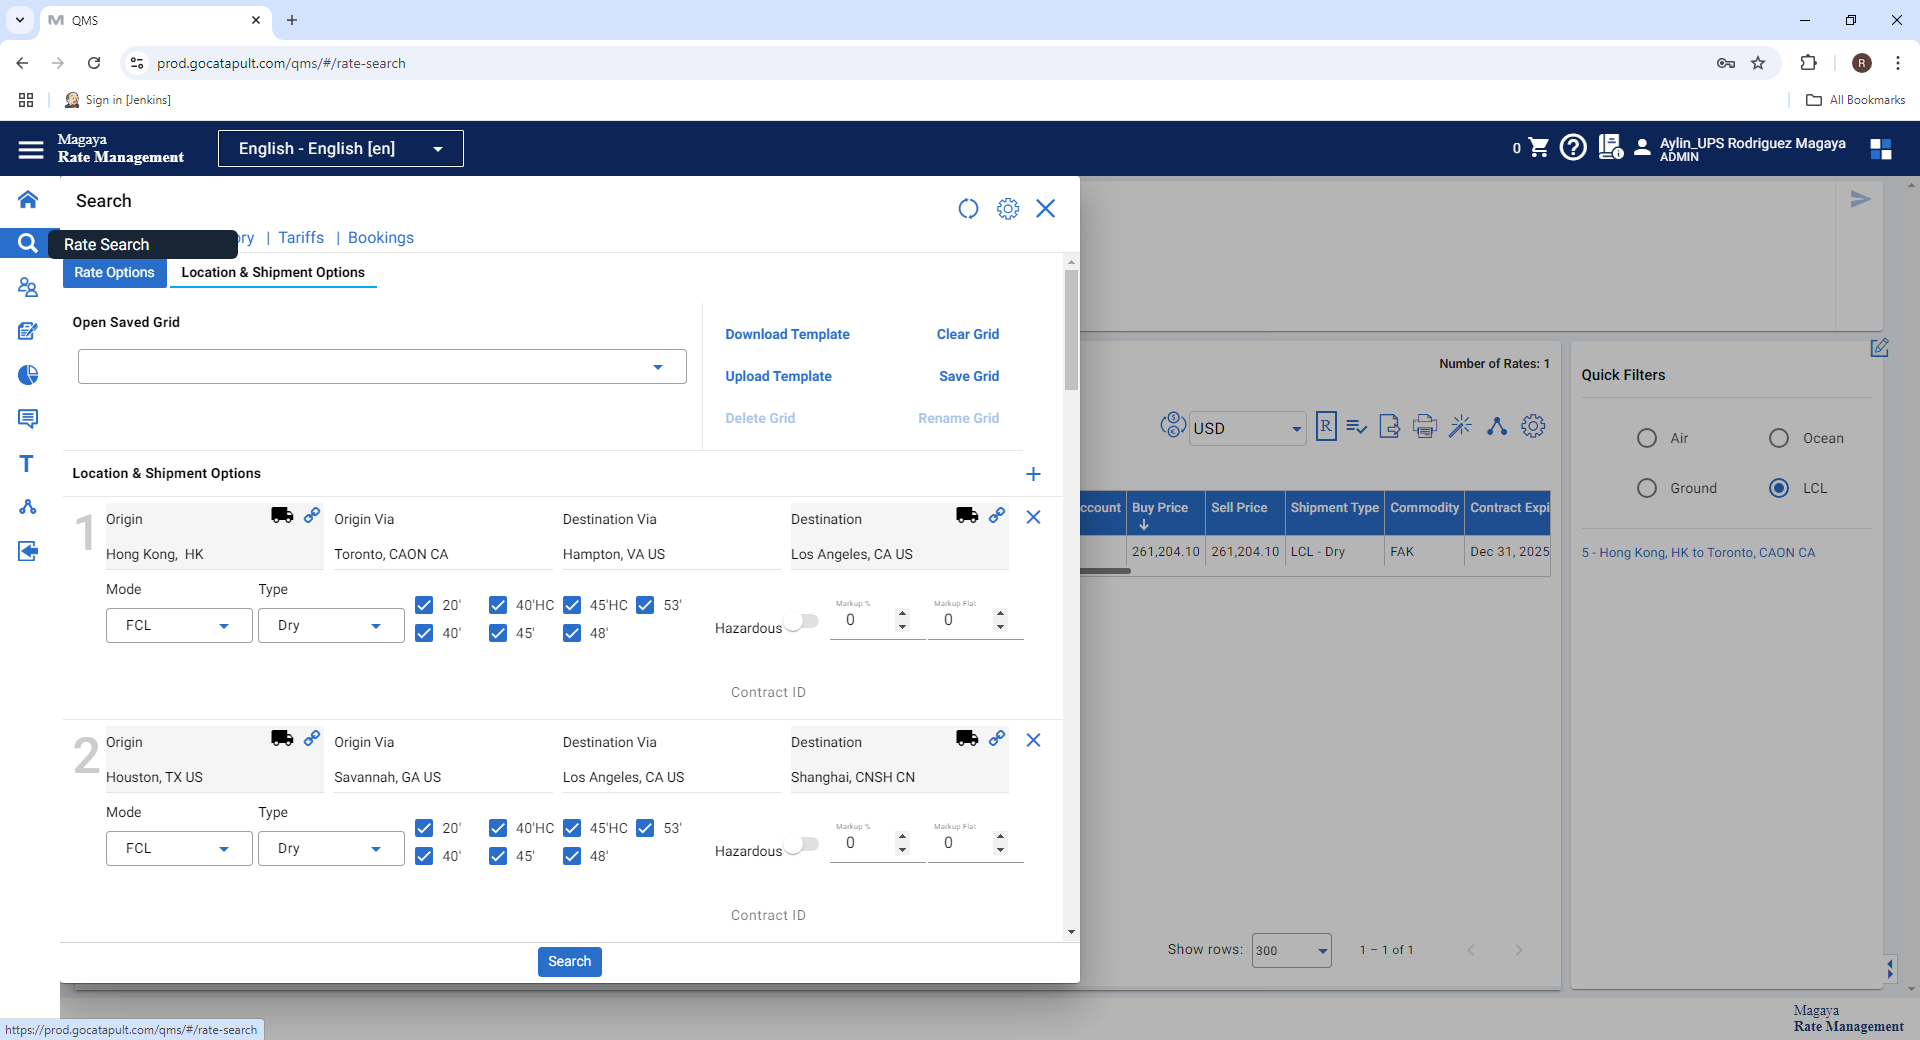 QMS
prod.gocatapult.com/qms/#/rate-search
R
Sign in [Jenkins]
All Bookmarks
Magaya
Rate Management
English - English [en]
0
Aylin_UPS Rodriguez Magaya
ADMIN
Search
Rate Search
ory | Tariffs | Bookings
Rate Options
Location & Shipment Options
Open Saved Grid
Download Template
Clear Grid
Upload Template
Save Grid
Delete Grid
Rename Grid
Location & Shipment Options
1
Origin
Origin Via
Destination Via
Destination
Hong Kong, HK
Toronto, CAON CA
Hampton, VA US
Los Angeles, CA US
Mode
Type
FCL
Dry
20'
40'HC
45'HC
53'
40'
45'
48'
Hazardous
Markup %
0
Markup Flat
0
Contract ID
2
Origin
Origin Via
Destination Via
Destination
Houston, TX US
Savannah, GA US
Los Angeles, CA US
Shanghai, CNSH CN
Mode
Type
FCL
Dry
20'
40'HC
45'HC
53'
40'
45'
48'
Hazardous
Markup %
0
Markup Flat
0
Contract ID
Search
Number of Rates: 1
USD
R
ccount
Buy Price
Sell Price
Shipment Type
Commodity
Contract Expi
261,204.10
261,204.10
LCL - Dry
FAK
Dec 31, 2025
Show rows:
300
1 – 1 of 1
Quick Filters
Air
Ocean
Ground
LCL
5 - Hong Kong, HK to Toronto, CAON CA
T
https://prod.gocatapult.com/qms/#/rate-search
Magaya
Rate Management